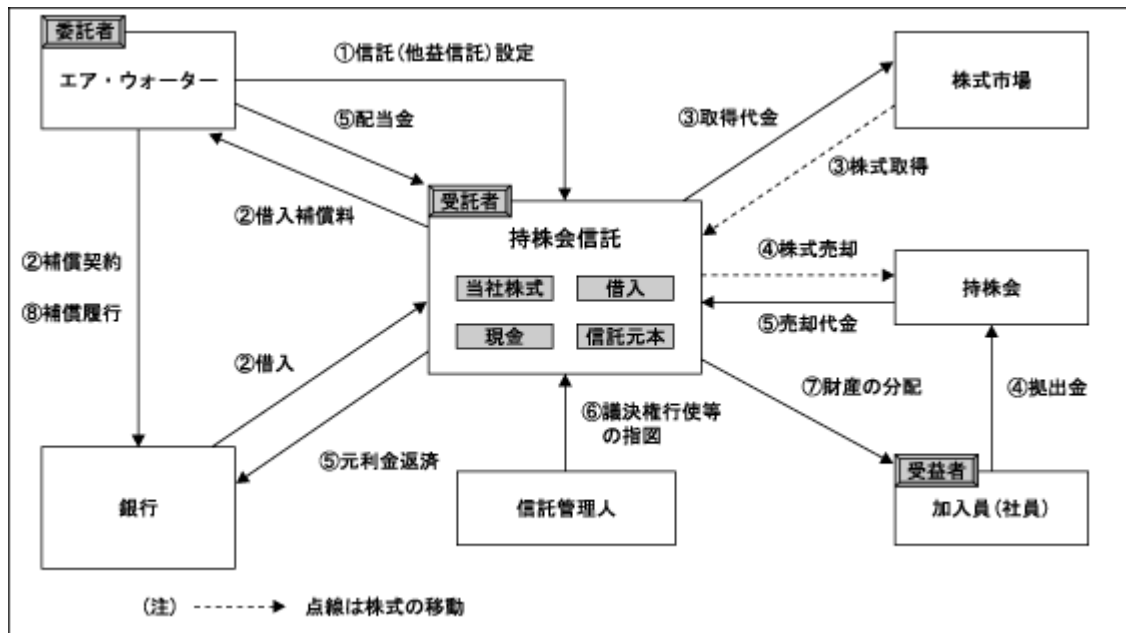 委託者
エア・ウォーター
①信託(他益信託)設定
株式市場
⑤配当金
③取得代金
③株式取得
②借入補償料
受託者
持株会信託
④株式売却
②補償契約
当社株式
借入
持株会
⑧補償履行
⑤売却代金
現金
信託元本
②借入
⑦財産の分配
④拠出金
⑥議決権行使等
の指図
⑤元利金返済
受益者
銀行
信託管理人
加入員(社員)
(注)
点線は株式の移動